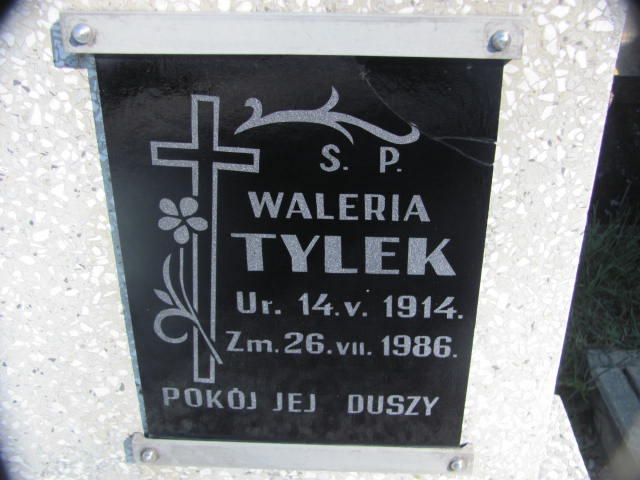 S. P.
WALERIA
TYLEK
Ur. 14. V. 1914.
Zm. 26. VII. 1986.
POKÓJ JEJ DUSZY